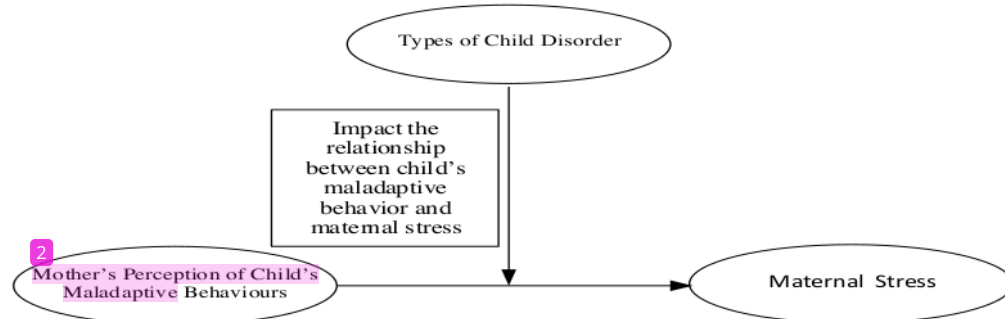 Types of Child Disorder
Impact the
relationship
between child's
maladaptive
behavior and
maternal stress
2
Mother's Perception of Child's
Maladaptive Behaviours
Maternal Stress